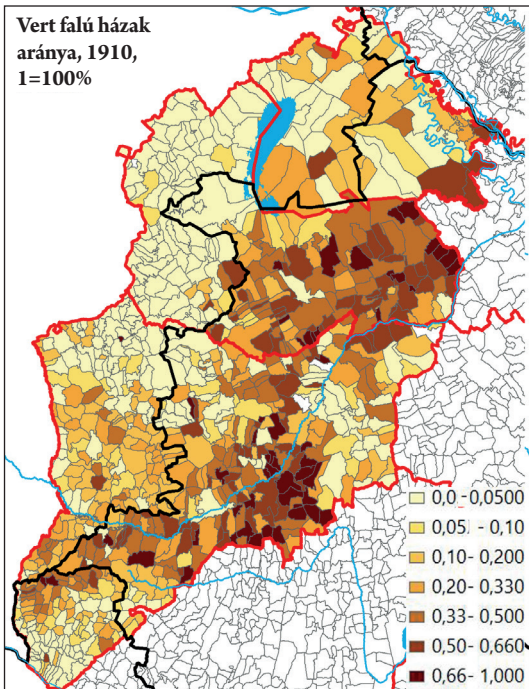 Vert falú házak
aránya, 1910,
1=100%
0,0 - 0,0500
0,05. - 0,10
0,10 - 0,200
0,20 - 0,330
0,33 - 0,500
0,50 - 0,660
0,66 - 1,000